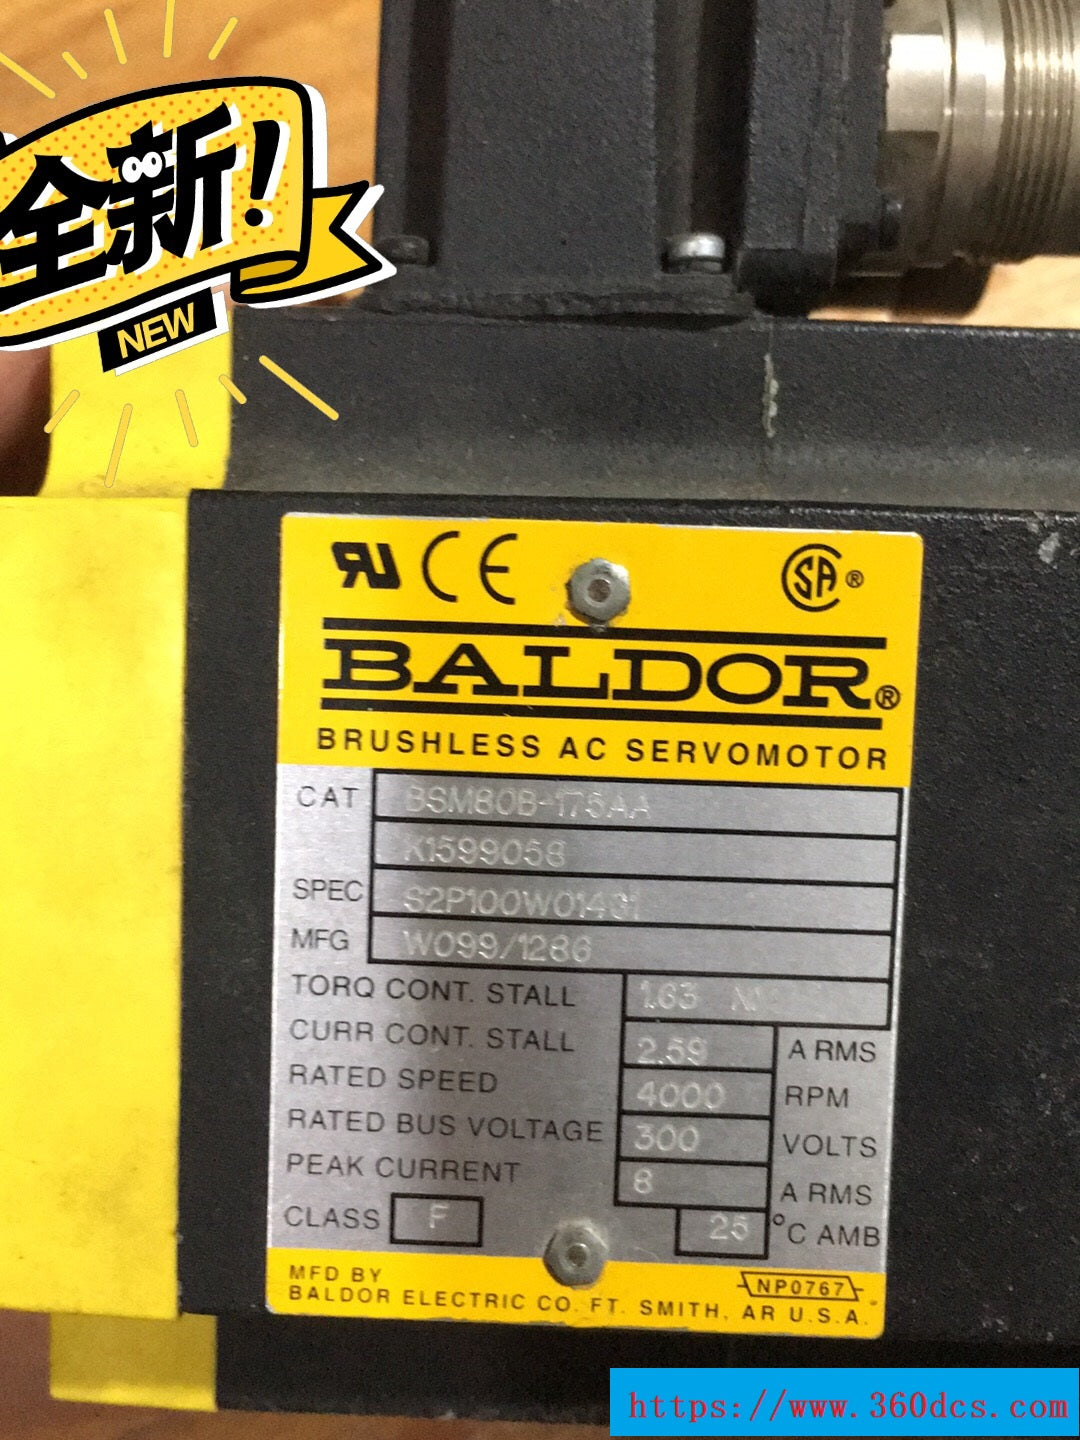 全新!
NEW
CE
SA ®
BALDOR®
BRUSHLESS AC SERVOMOTOR
CAT BSM80B-175AA
X1599058
SPEC S2P100W014
MFG W099/1286
TORQ CONT. STALL 1.63
CURR CONT. STALL 2.59 A RMS
RATED SPEED 4000 RPM
RATED BUS VOLTAGE 300 VOLTS
PEAK CURRENT 8 A RMS
CLASS F 25 °C AMB
MFD BY NP0767
BALDOR ELECTRIC CO. FT. SMITH, AR U.S.A.
https://www.360dcs.com